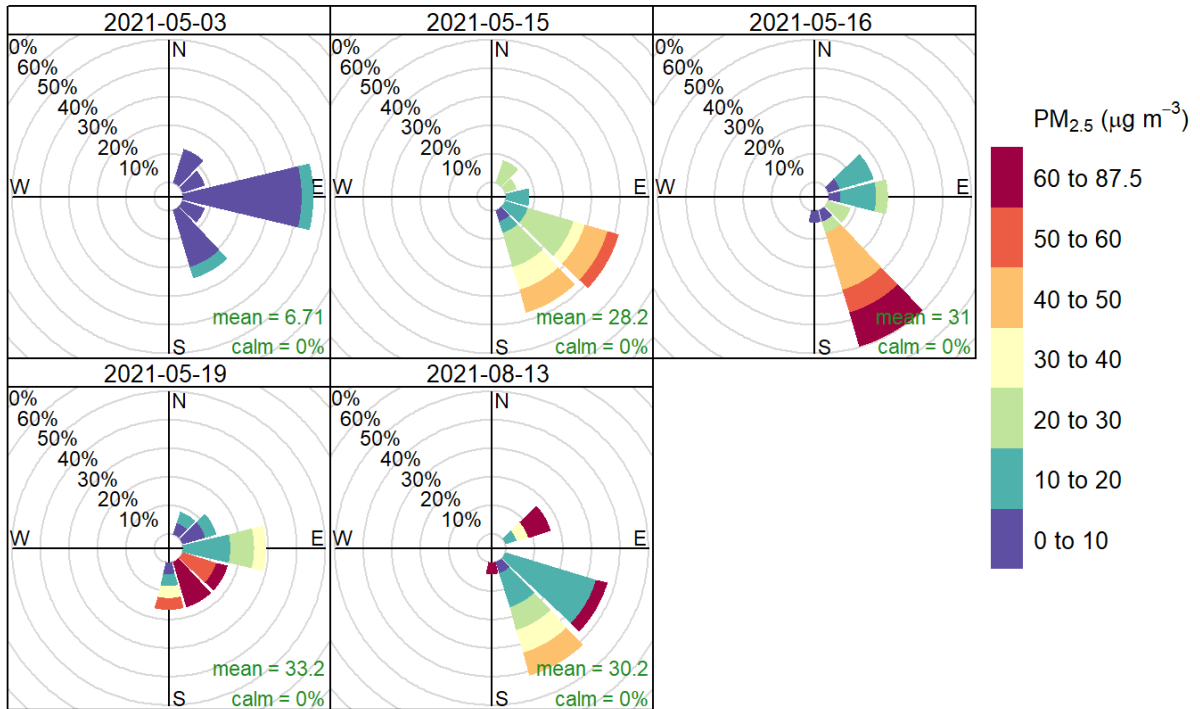 2021-05-03
2021-05-15
2021-05-16
0%
60%
50%
40%
30%
20%
10%
N
W
E
S
mean = 6.71
calm = 0%
0%
60%
50%
40%
30%
20%
10%
N
W
E
S
mean = 28.2
calm = 0%
0%
60%
50%
40%
30%
20%
10%
N
W
E
S
mean = 31
calm = 0%
2021-05-19
2021-08-13
0%
60%
50%
40%
30%
20%
10%
N
W
E
S
mean = 33.2
calm = 0%
0%
60%
50%
40%
30%
20%
10%
N
W
E
S
mean = 30.2
calm = 0%
PM2.5 (μg m−3)
60 to 87.5
50 to 60
40 to 50
30 to 40
20 to 30
10 to 20
0 to 10